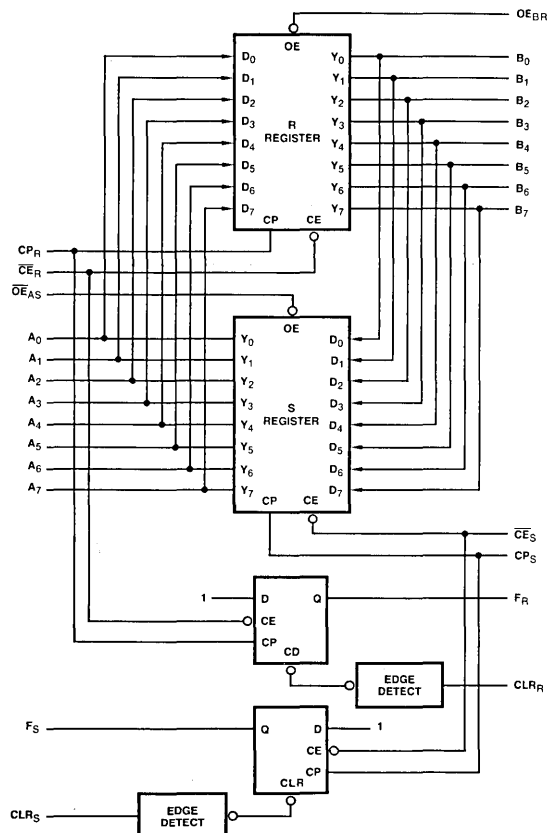 OE_BR
OE
D0 Y0 B0
D1 Y1 B1
D2 Y2 B2
D3 R Y3 B3
REGISTER
D4 Y4 B4
D5 Y5 B5
D6 Y6 B6
D7 Y7 B7
CP CE
CP_R
C̅E̅_R
O̅E̅_AS
OE
A0 Y0 D0
A1 Y1 D1
A2 Y2 D2
A3 Y3 S D3
REGISTER
A4 Y4 D4
A5 Y5 D5
A6 Y6 D6
A7 Y7 D7
CP CE
C̅E̅_S
CP_S
1 D Q F_R
CE
CP
CD
EDGE
DETECT
CLR_R
F_S Q D 1
CE
CP
CLR
CLR_S
EDGE
DETECT